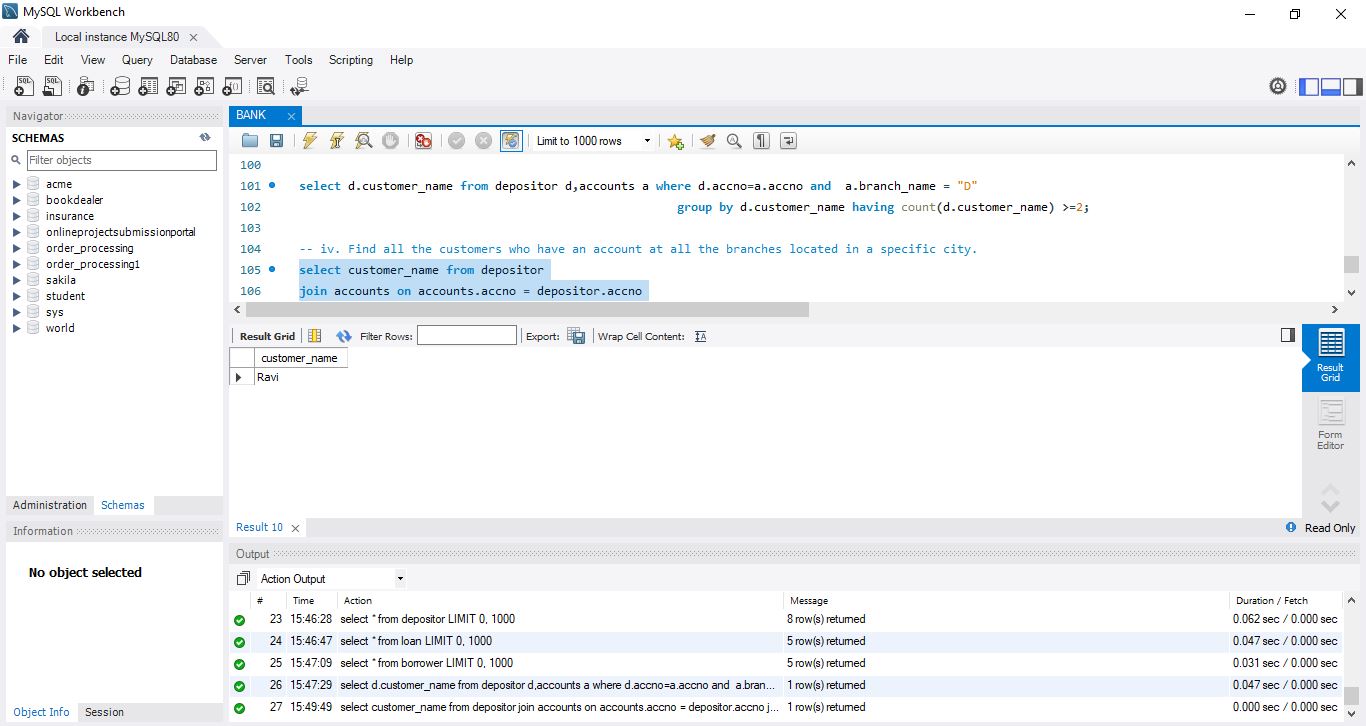 MySQL Workbench
Local instance MySQL80
File Edit View Query Database Server Tools Scripting Help
Navigator
SCHEMAS
Filter objects
acme
bookdealer
insurance
onlineprojectsubmissionportal
order_processing
order_processing1
sakila
student
sys
world
Administration Schemas
Information
No object selected
Object Info Session
BANK
Limit to 1000 rows
100
101 select d.customer_name from depositor d,accounts a where d.accno=a.accno and  a.branch_name = "D"
102 group by d.customer_name having count(d.customer_name) >=2;
103
104 -- iv. Find all the customers who have an account at all the branches located in a specific city.
105 select customer_name from depositor
106 join accounts on accounts.accno = depositor.accno
Result Grid Filter Rows: Export: Wrap Cell Content:
customer_name
Ravi
Result Grid
Form Editor
Result 10
Read Only
Output
Action Output
# Time Action Message Duration / Fetch
23 15:46:28 select * from depositor LIMIT 0, 1000 8 row(s) returned 0.062 sec / 0.000 sec
24 15:46:47 select * from loan LIMIT 0, 1000 5 row(s) returned 0.047 sec / 0.000 sec
25 15:47:09 select * from borrower LIMIT 0, 1000 5 row(s) returned 0.031 sec / 0.000 sec
26 15:47:29 select d.customer_name from depositor d,accounts a where d.accno=a.accno and  a.bran... 1 row(s) returned 0.047 sec / 0.000 sec
27 15:49:49 select customer_name from depositor join accounts on accounts.accno = depositor.accno j... 1 row(s) returned 0.000 sec / 0.000 sec